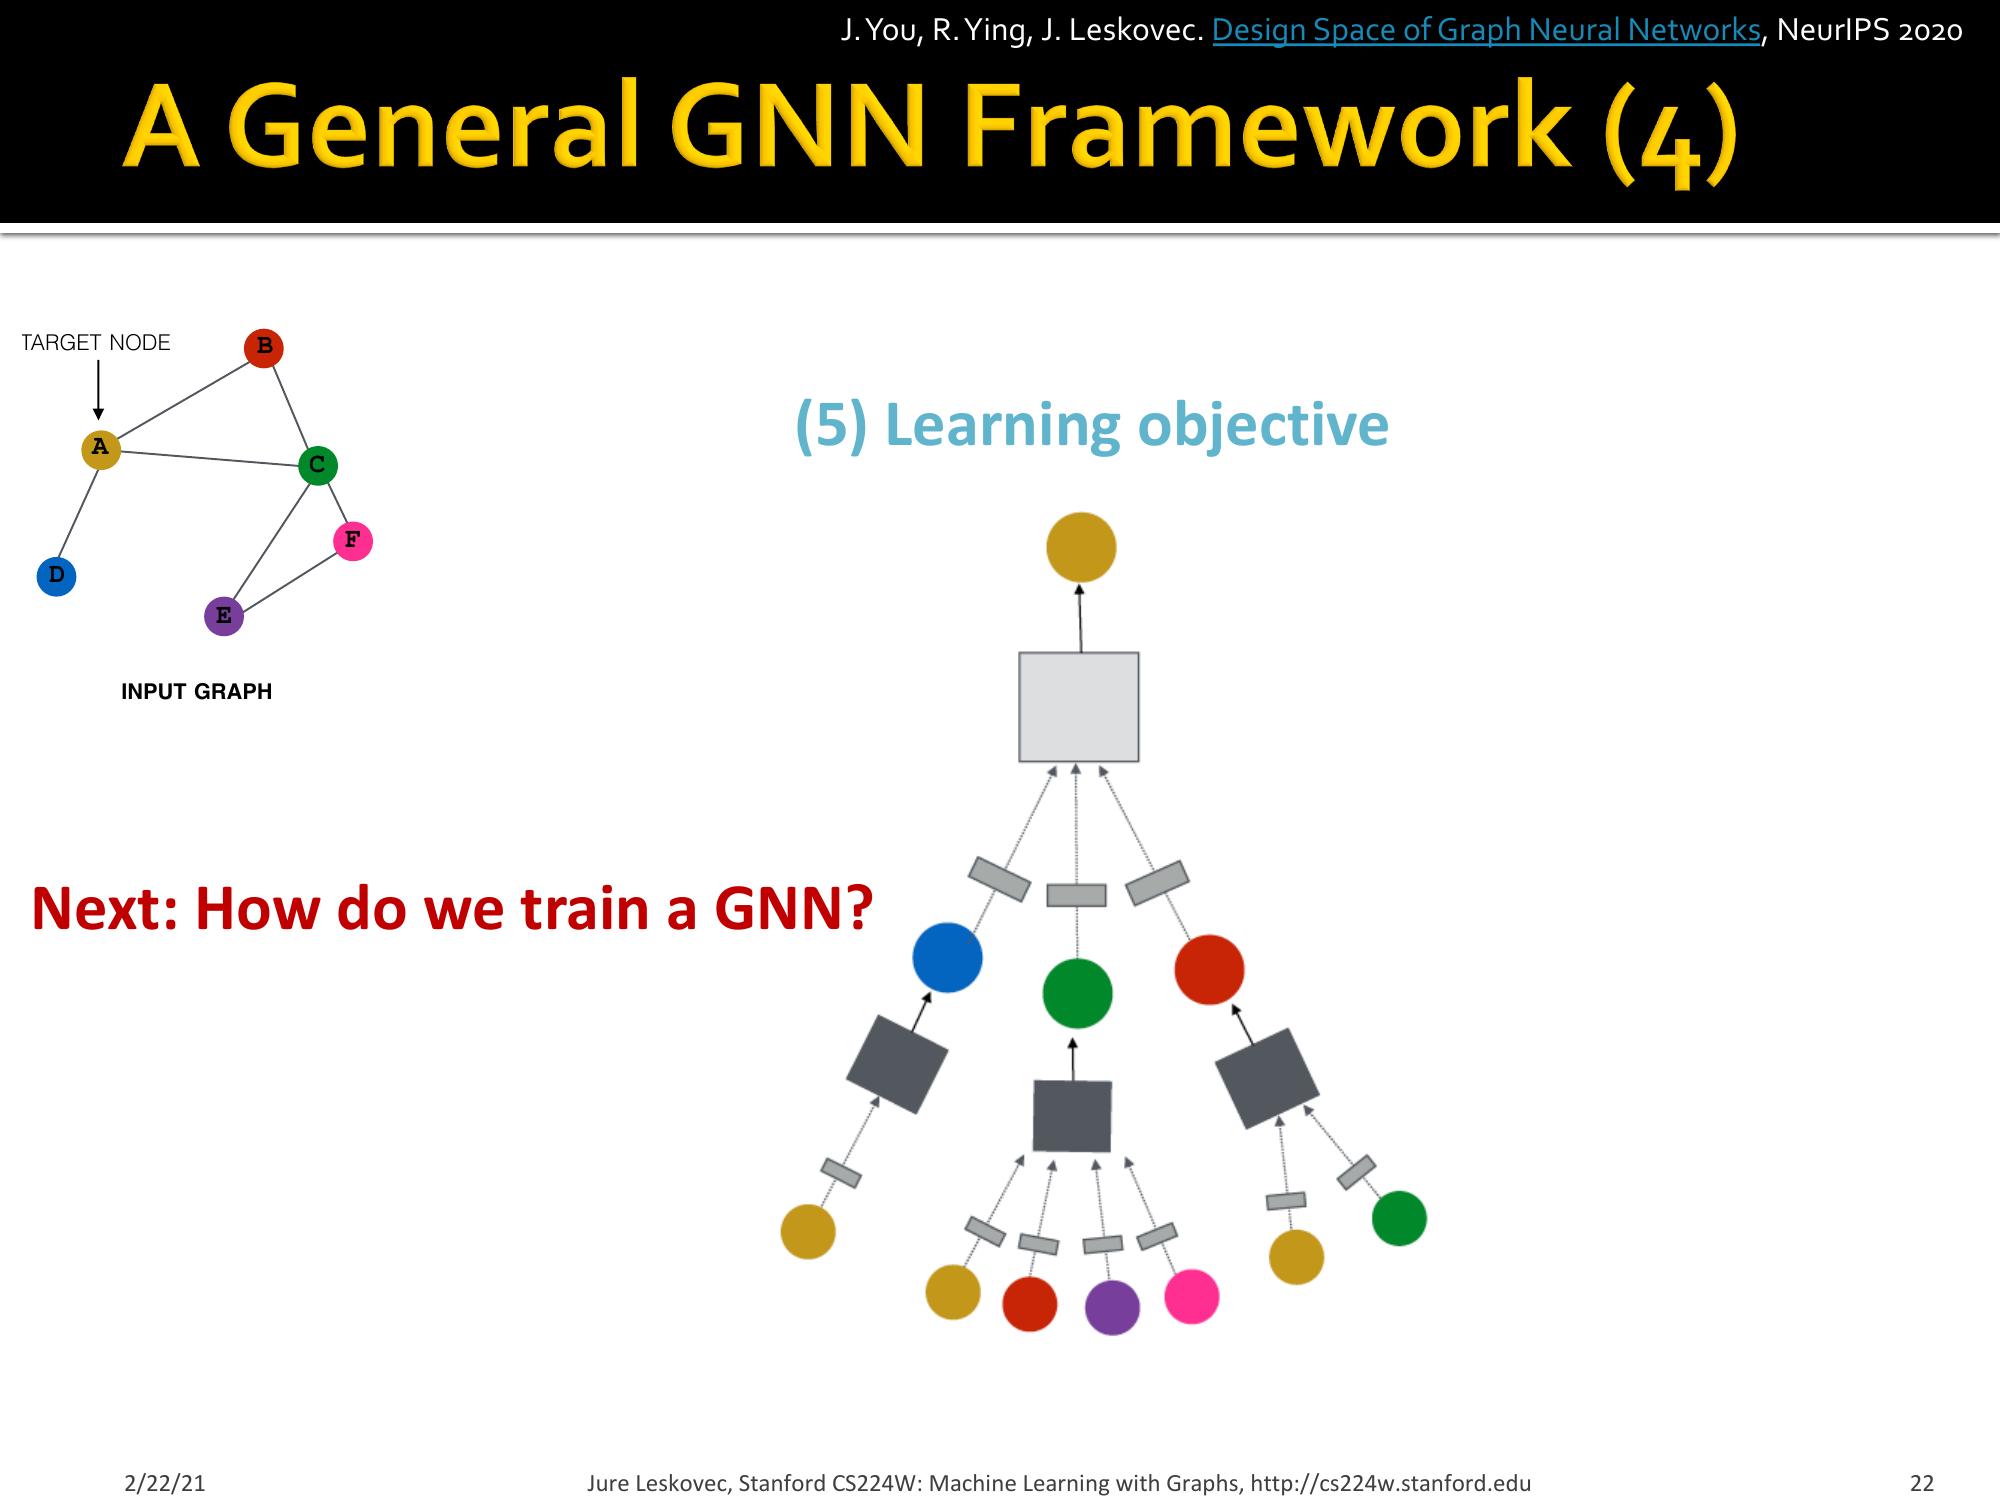 J. You, R. Ying, J. Leskovec. Design Space of Graph Neural Networks, NeurIPS 2020
A General GNN Framework (4)
TARGET NODE
B
A
C
F
D
E
INPUT GRAPH
(5) Learning objective
Next: How do we train a GNN?
2/22/21
Jure Leskovec, Stanford CS224W: Machine Learning with Graphs, http://cs224w.stanford.edu
22